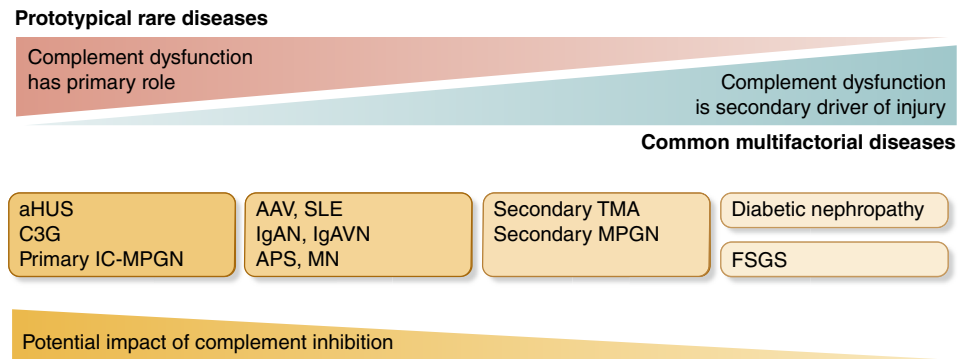 Prototypical rare diseases
Complement dysfunction
has primary role
Complement dysfunction
is secondary driver of injury
Common multifactorial diseases
aHUS
C3G
Primary IC-MPGN
AAV, SLE
IgAN, IgAVN
APS, MN
Secondary TMA
Secondary MPGN
Diabetic nephropathy
FSGS
Potential impact of complement inhibition